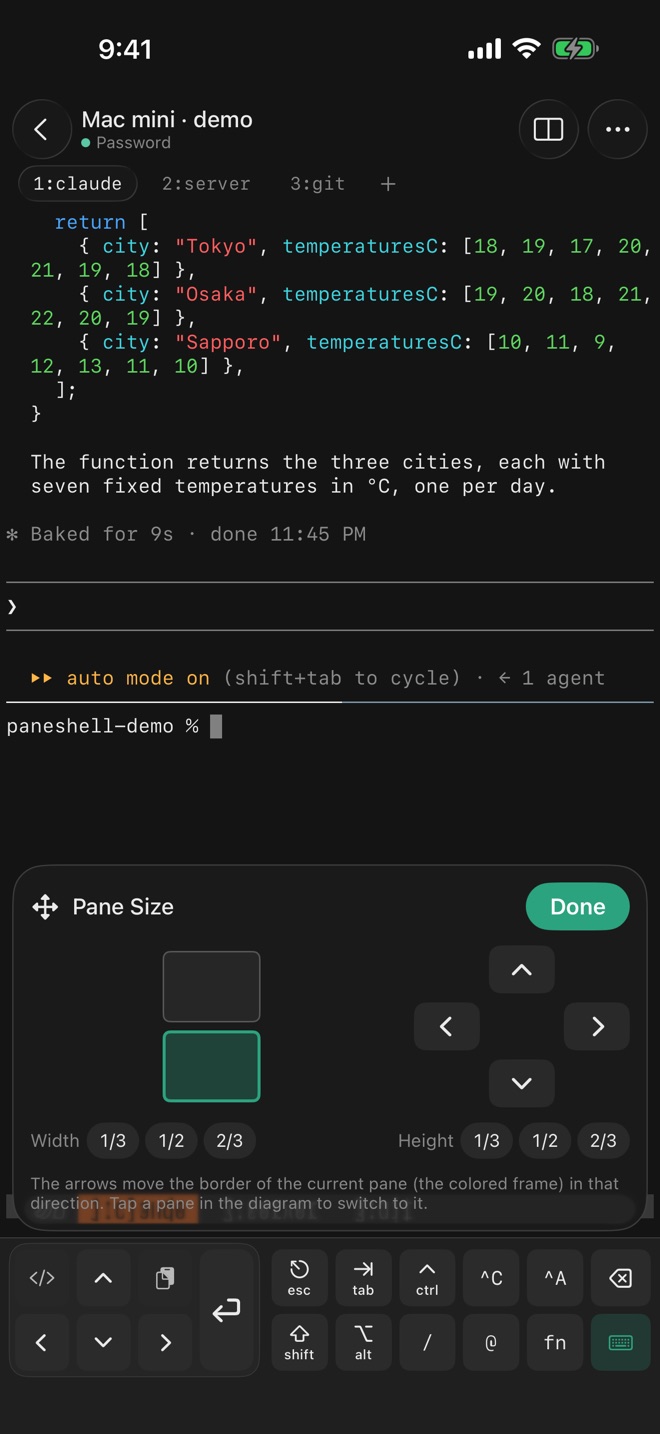 9:41
Mac mini · demo
Password
1:claude 2:server 3:git +
return [
{ city: "Tokyo", temperaturesC: [18, 19, 17, 20,
21, 19, 18] },
{ city: "Osaka", temperaturesC: [19, 20, 18, 21,
22, 20, 19] },
{ city: "Sapporo", temperaturesC: [10, 11, 9,
12, 13, 11, 10] },
];
}
The function returns the three cities, each with
seven fixed temperatures in °C, one per day.
✻ Baked for 9s · done 11:45 PM
❯
⏵⏵ auto mode on (shift+tab to cycle) · ← 1 agent
paneshell-demo %
Pane Size
Done
Width 1/3 1/2 2/3
Height 1/3 1/2 2/3
The arrows move the border of the current pane (the colored frame) in that
direction. Tap a pane in the diagram to switch to it.
</> esc tab ctrl ^C ^A
shift alt / @ fn